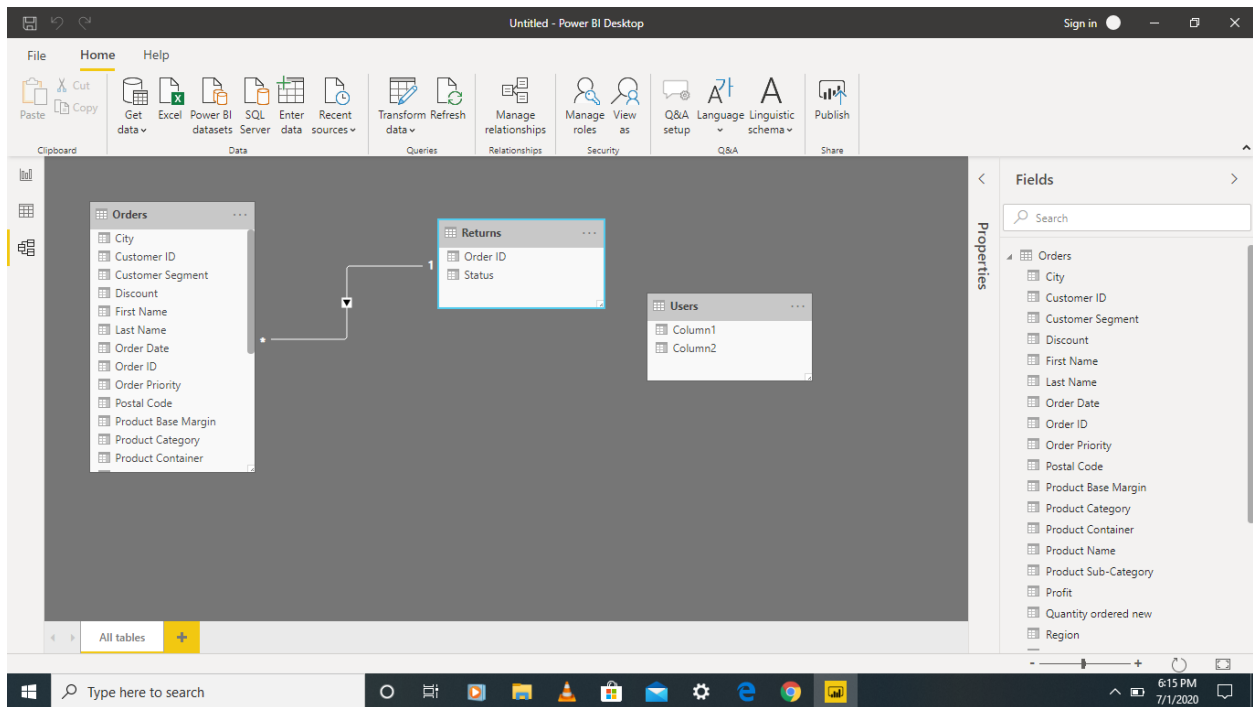 Untitled - Power BI Desktop
Sign in
File Home Help
Paste
Cut
Copy
Get data
Excel
Power BI datasets
SQL Server
Enter data
Recent sources
Transform data
Refresh
Manage relationships
Manage roles
View as
Q&A setup
Language
Linguistic schema
Publish
Clipboard
Data
Queries
Relationships
Security
Q&A
Share
Orders
City
Customer ID
Customer Segment
Discount
First Name
Last Name
Order Date
Order ID
Order Priority
Postal Code
Product Base Margin
Product Category
Product Container
*
1
Returns
Order ID
Status
Users
Column1
Column2
Properties
Fields
Search
Orders
City
Customer ID
Customer Segment
Discount
First Name
Last Name
Order Date
Order ID
Order Priority
Postal Code
Product Base Margin
Product Category
Product Container
Product Name
Product Sub-Category
Profit
Quantity ordered new
Region
All tables
Type here to search
6:15 PM
7/1/2020